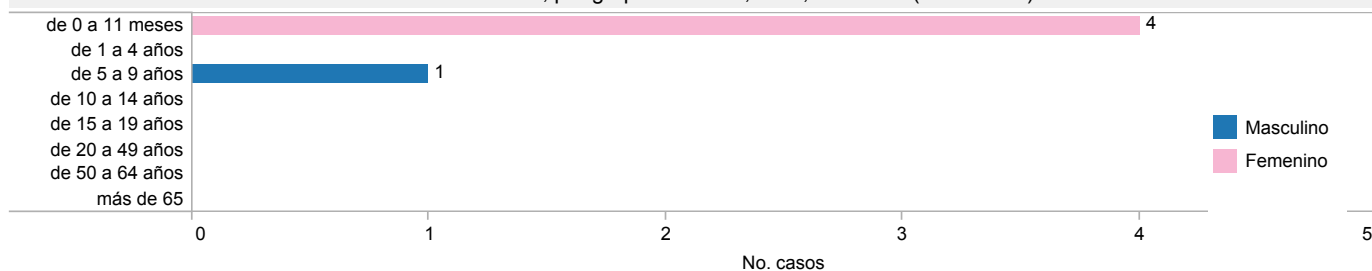 de 0 a 11 meses
4
de 1 a 4 años
de 5 a 9 años
1
de 10 a 14 años
de 15 a 19 años
de 20 a 49 años
de 50 a 64 años
más de 65
Masculino
Femenino
0 1 2 3 4 5
No. casos